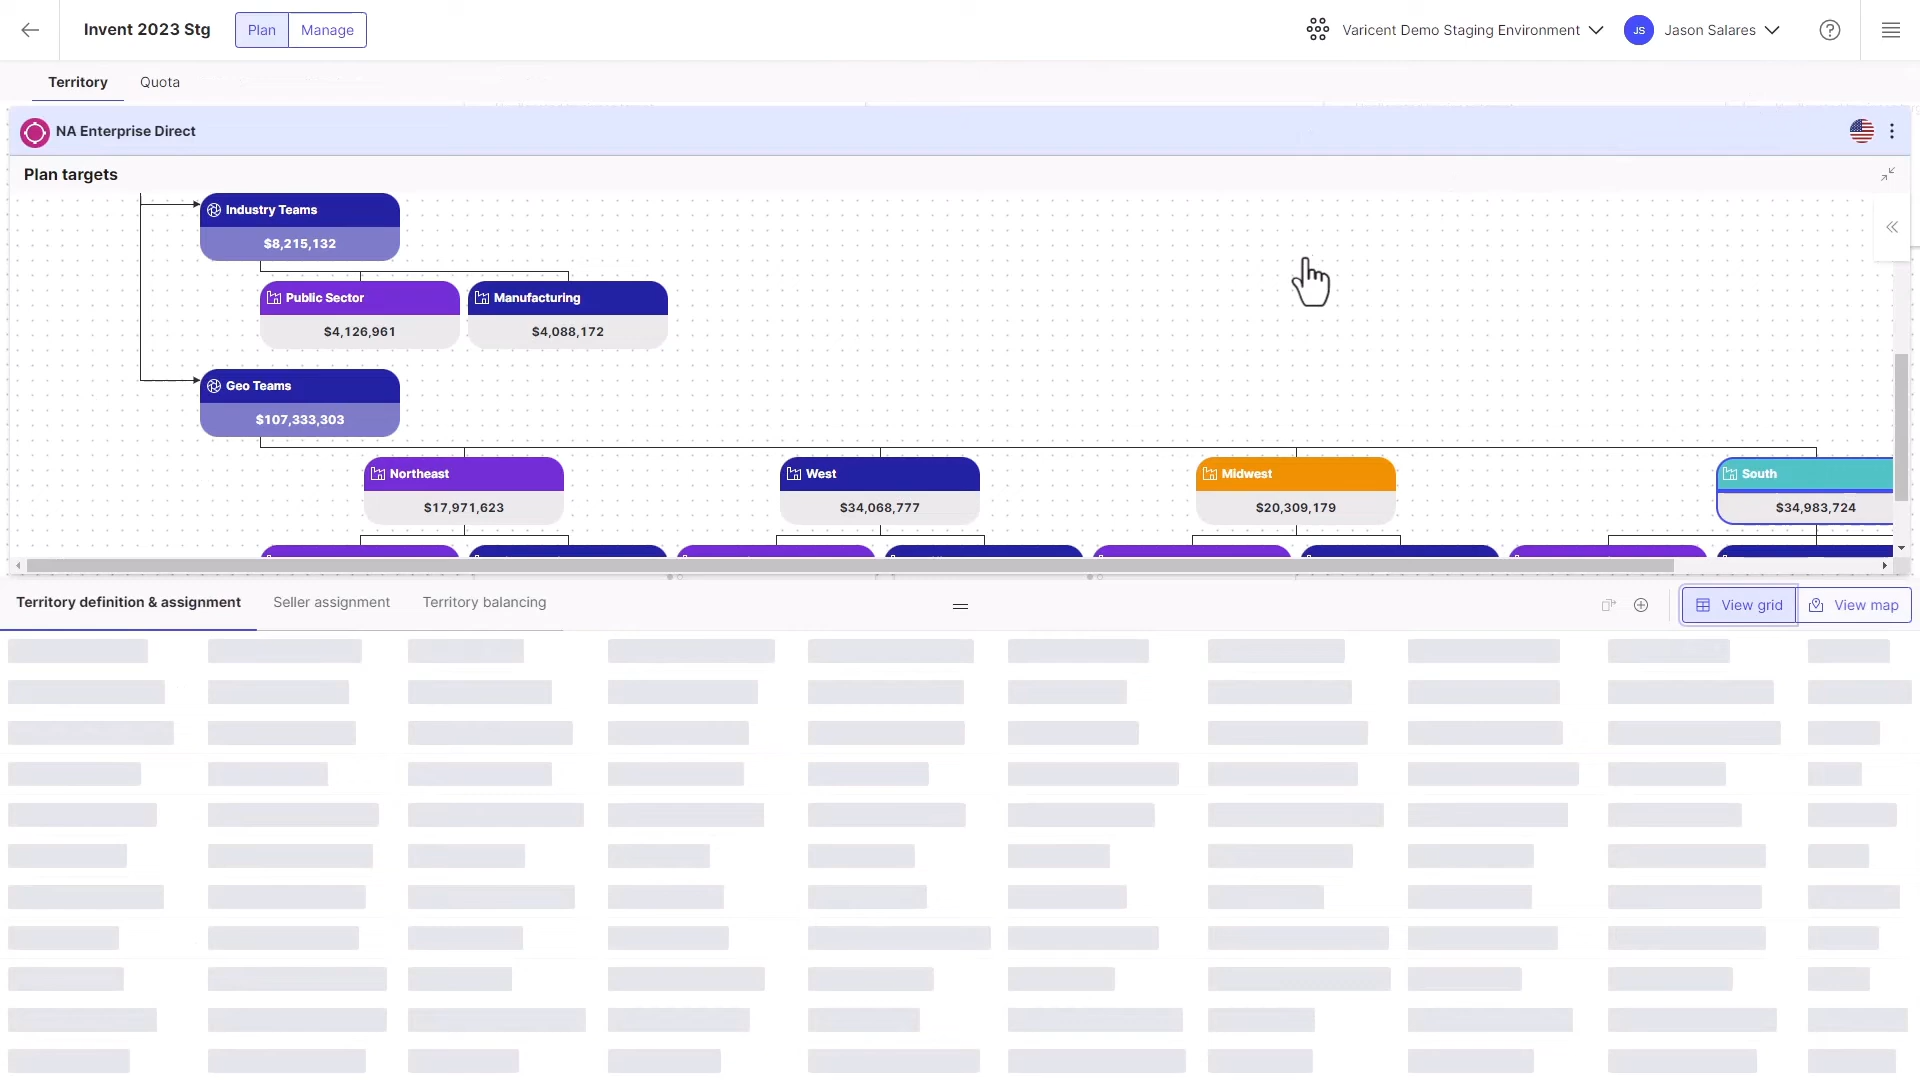 Invent 2023 Stg
Plan
Manage
Varicent Demo Staging Environment
JS
Jason Salares
Territory
Quota
NA Enterprise Direct
Plan targets
Industry Teams
$8,215,132
Public Sector
$4,126,961
Manufacturing
$4,088,172
Geo Teams
$107,333,303
Northeast
$17,971,623
West
$34,068,777
Midwest
$20,309,179
South
$34,983,724
Territory definition & assignment
Seller assignment
Territory balancing
View grid
View map